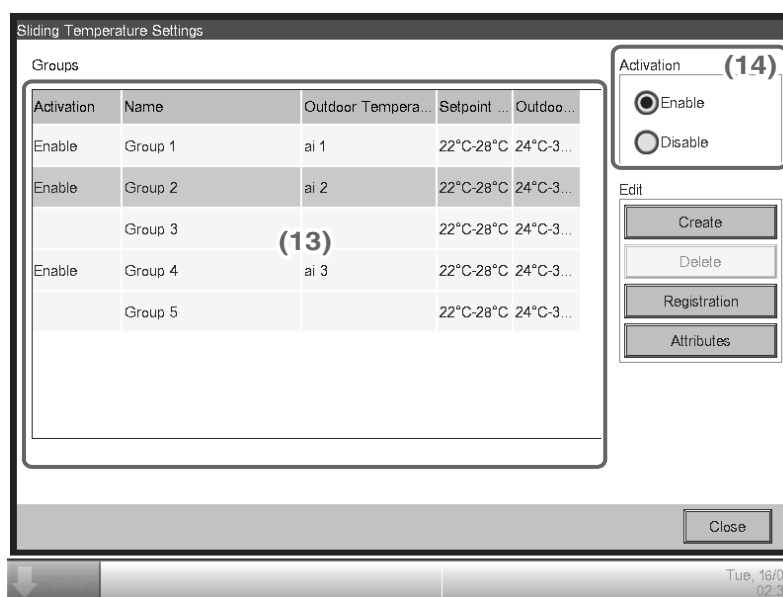 Sliding Temperature Settings
Groups
Activation Name Outdoor Tempera... Setpoint ... Outdoo...
Enable Group 1 ai 1 22°C-28°C 24°C-3...
Enable Group 2 ai 2 22°C-28°C 24°C-3...
Group 3 22°C-28°C 24°C-3...
(13)
Enable Group 4 ai 3 22°C-28°C 24°C-3...
Group 5 22°C-28°C 24°C-3...
Activation (14)
Enable
Disable
Edit
Create
Delete
Registration
Attributes
Close
Tue, 16/0
02:3